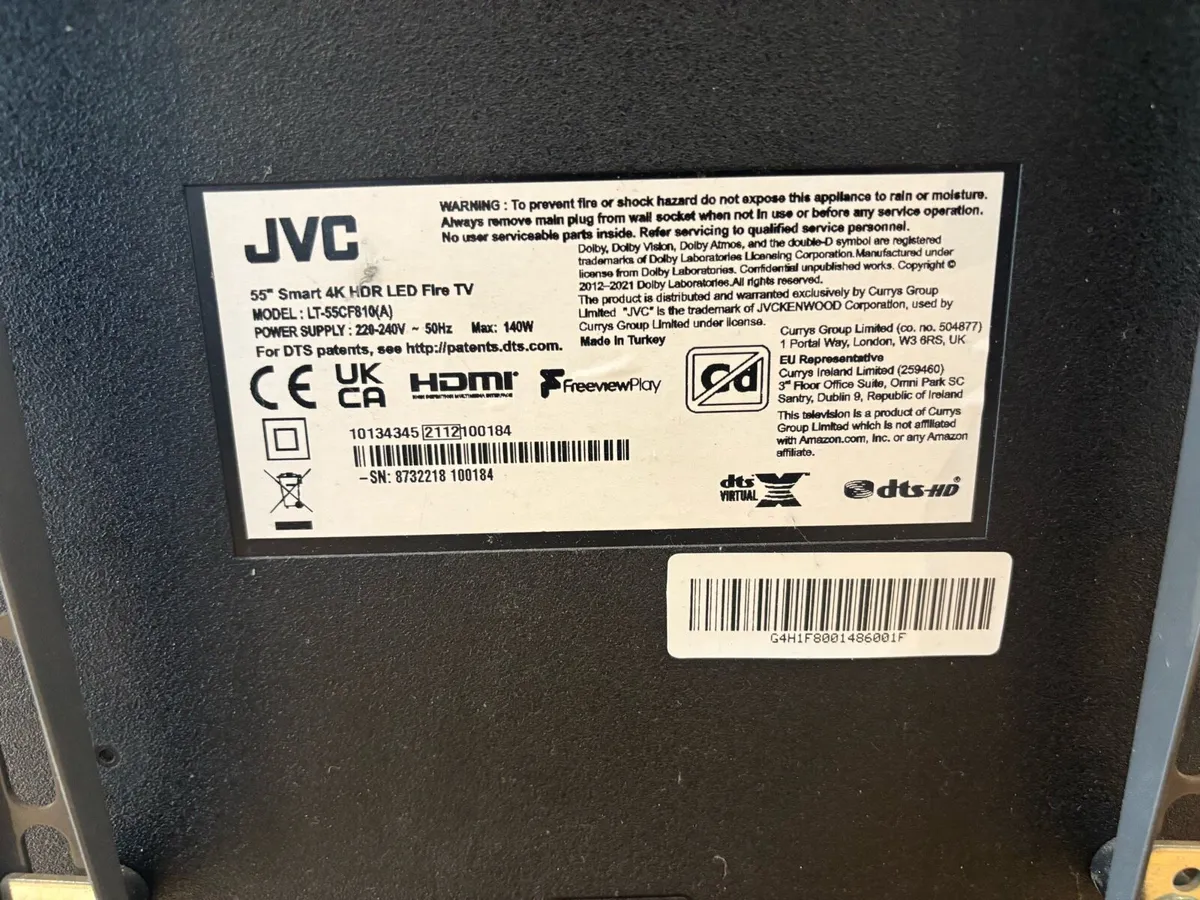 JVC
WARNING : To prevent fire or shock hazard do not expose this appliance to rain or moisture.
Always remove main plug from wall socket when not in use or before any service operation.
No user serviceable parts inside. Refer servicing to qualified service personnel.
Dolby, Dolby Vision, Dolby Atmos, and the double-D symbol are registered
trademarks of Dolby Laboratories Licensing Corporation. Manufactured under
license from Dolby Laboratories. Confidential unpublished works. Copyright ©
2012-2021 Dolby Laboratories. All rights reserved.
The product is distributed and warranted exclusively by Currys Group
Limited "JVC" is the trademark of JVCKENWOOD Corporation, used by
Currys Group Limited under license.
Made in Turkey
55" Smart 4K HDR LED Fire TV
MODEL : LT-55CF810(A)
POWER SUPPLY : 220-240V ~ 50Hz Max: 140W
For DTS patents, see http://patents.dts.com.
CE UK
CA
HDMI
HIGH DEFINITION MULTIMEDIA INTERFACE
FreeviewPlay
Cd
Currys Group Limited (co. no. 504877)
1 Portal Way, London, W3 6RS, UK
EU Representative
Currys Ireland Limited (259460)
3rd Floor Office Suite, Omni Park SC
Santry, Dublin 9, Republic of Ireland
This television is a product of Currys
Group Limited which is not affiliated
with Amazon.com, Inc. or any Amazon
affiliate.
10134345 2112 100184
-SN: 8732218 100184
dts X
VIRTUAL
dts-HD®
G4H1F8001486001F